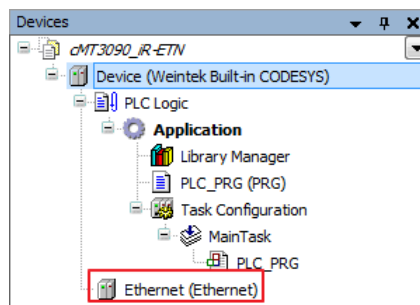 Devices
cMT3090_iR-ETN
Device (Weintek Built-in CODESYS)
PLC Logic
Application
Library Manager
PLC_PRG (PRG)
Task Configuration
MainTask
PLC_PRG
Ethernet (Ethernet)